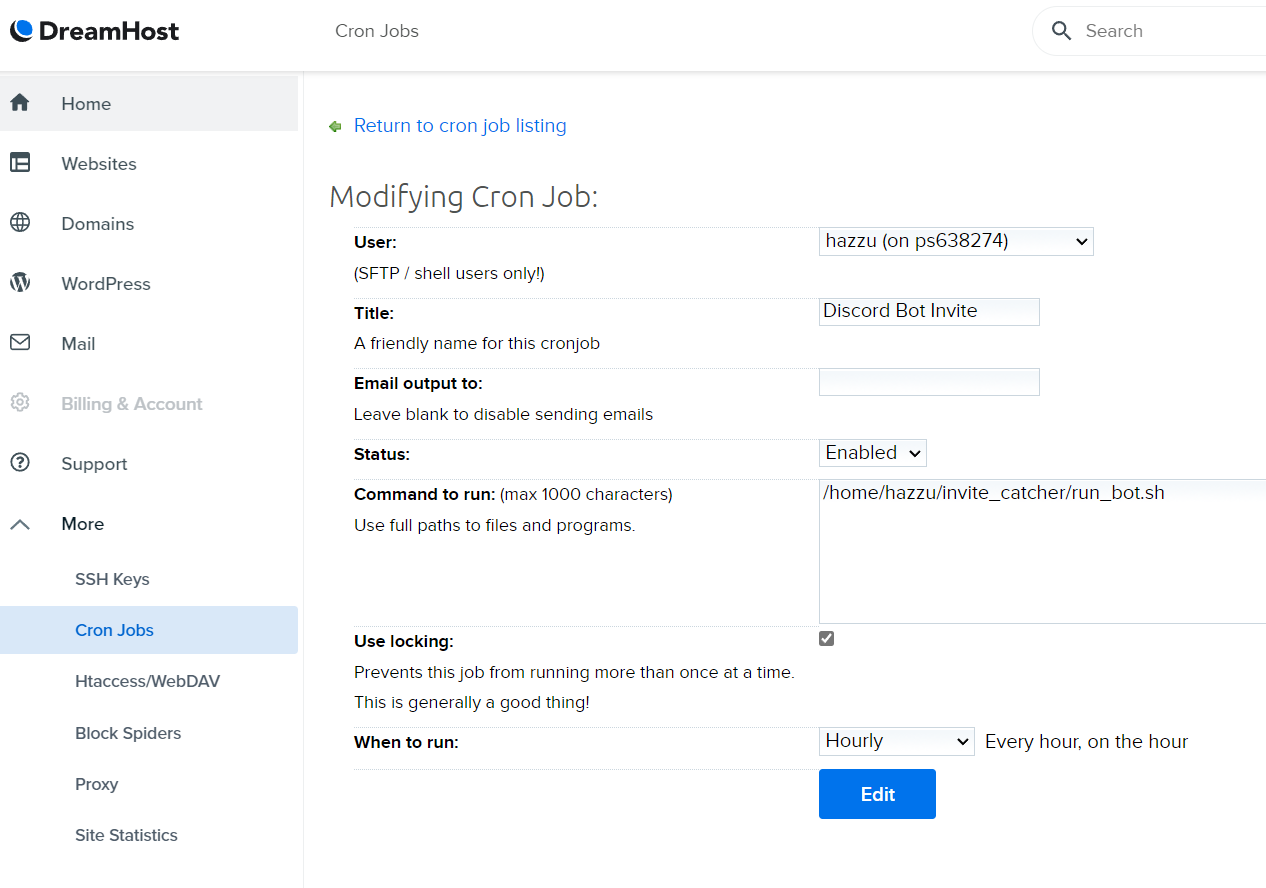 DreamHost
Cron Jobs
Search
Home
Websites
Domains
WordPress
Mail
Billing & Account
Support
More
SSH Keys
Cron Jobs
Htaccess/WebDAV
Block Spiders
Proxy
Site Statistics
Return to cron job listing
Modifying Cron Job:
User: hazzu (on ps638274)
(SFTP / shell users only!)
Title: Discord Bot Invite
A friendly name for this cronjob
Email output to:
Leave blank to disable sending emails
Status: Enabled
Command to run: (max 1000 characters) /home/hazzu/invite_catcher/run_bot.sh
Use full paths to files and programs.
Use locking:
Prevents this job from running more than once at a time.
This is generally a good thing!
When to run: Hourly Every hour, on the hour
Edit